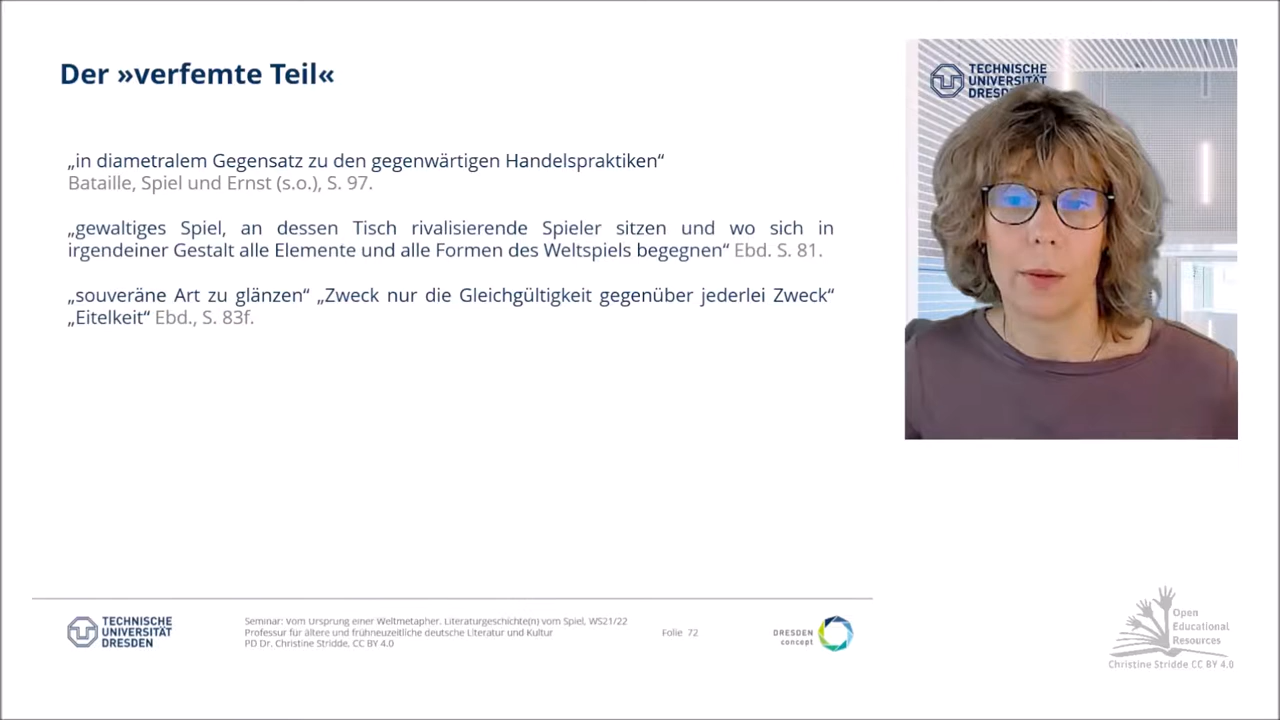 Der »verfemte Teil«
„in diametralem Gegensatz zu den gegenwärtigen Handelspraktiken“
Bataille, Spiel und Ernst (s.o.), S. 97.
„gewaltiges Spiel, an dessen Tisch rivalisierende Spieler sitzen und wo sich in
irgendeiner Gestalt alle Elemente und alle Formen des Weltspiels begegnen“ Ebd. S. 81.
„souveräne Art zu glänzen“ „Zweck nur die Gleichgültigkeit gegenüber jederlei Zweck“
„Eitelkeit“ Ebd., S. 83f.
TECHNISCHE
UNIVERSITÄT
DRESDEN
Seminar: Vom Ursprung einer Weltmetapher. Literaturgeschichte(n) vom Spiel, WS21/22
Professur für ältere und frühneuzeitliche deutsche Literatur und Kultur
PD Dr. Christine Stridde, CC BY 4.0
Folie 72
DRESDEN
concept
TECHNISCHE
UNIVERSITÄT
Open
Educational
Resources
Christine Stridde CC BY 4.0